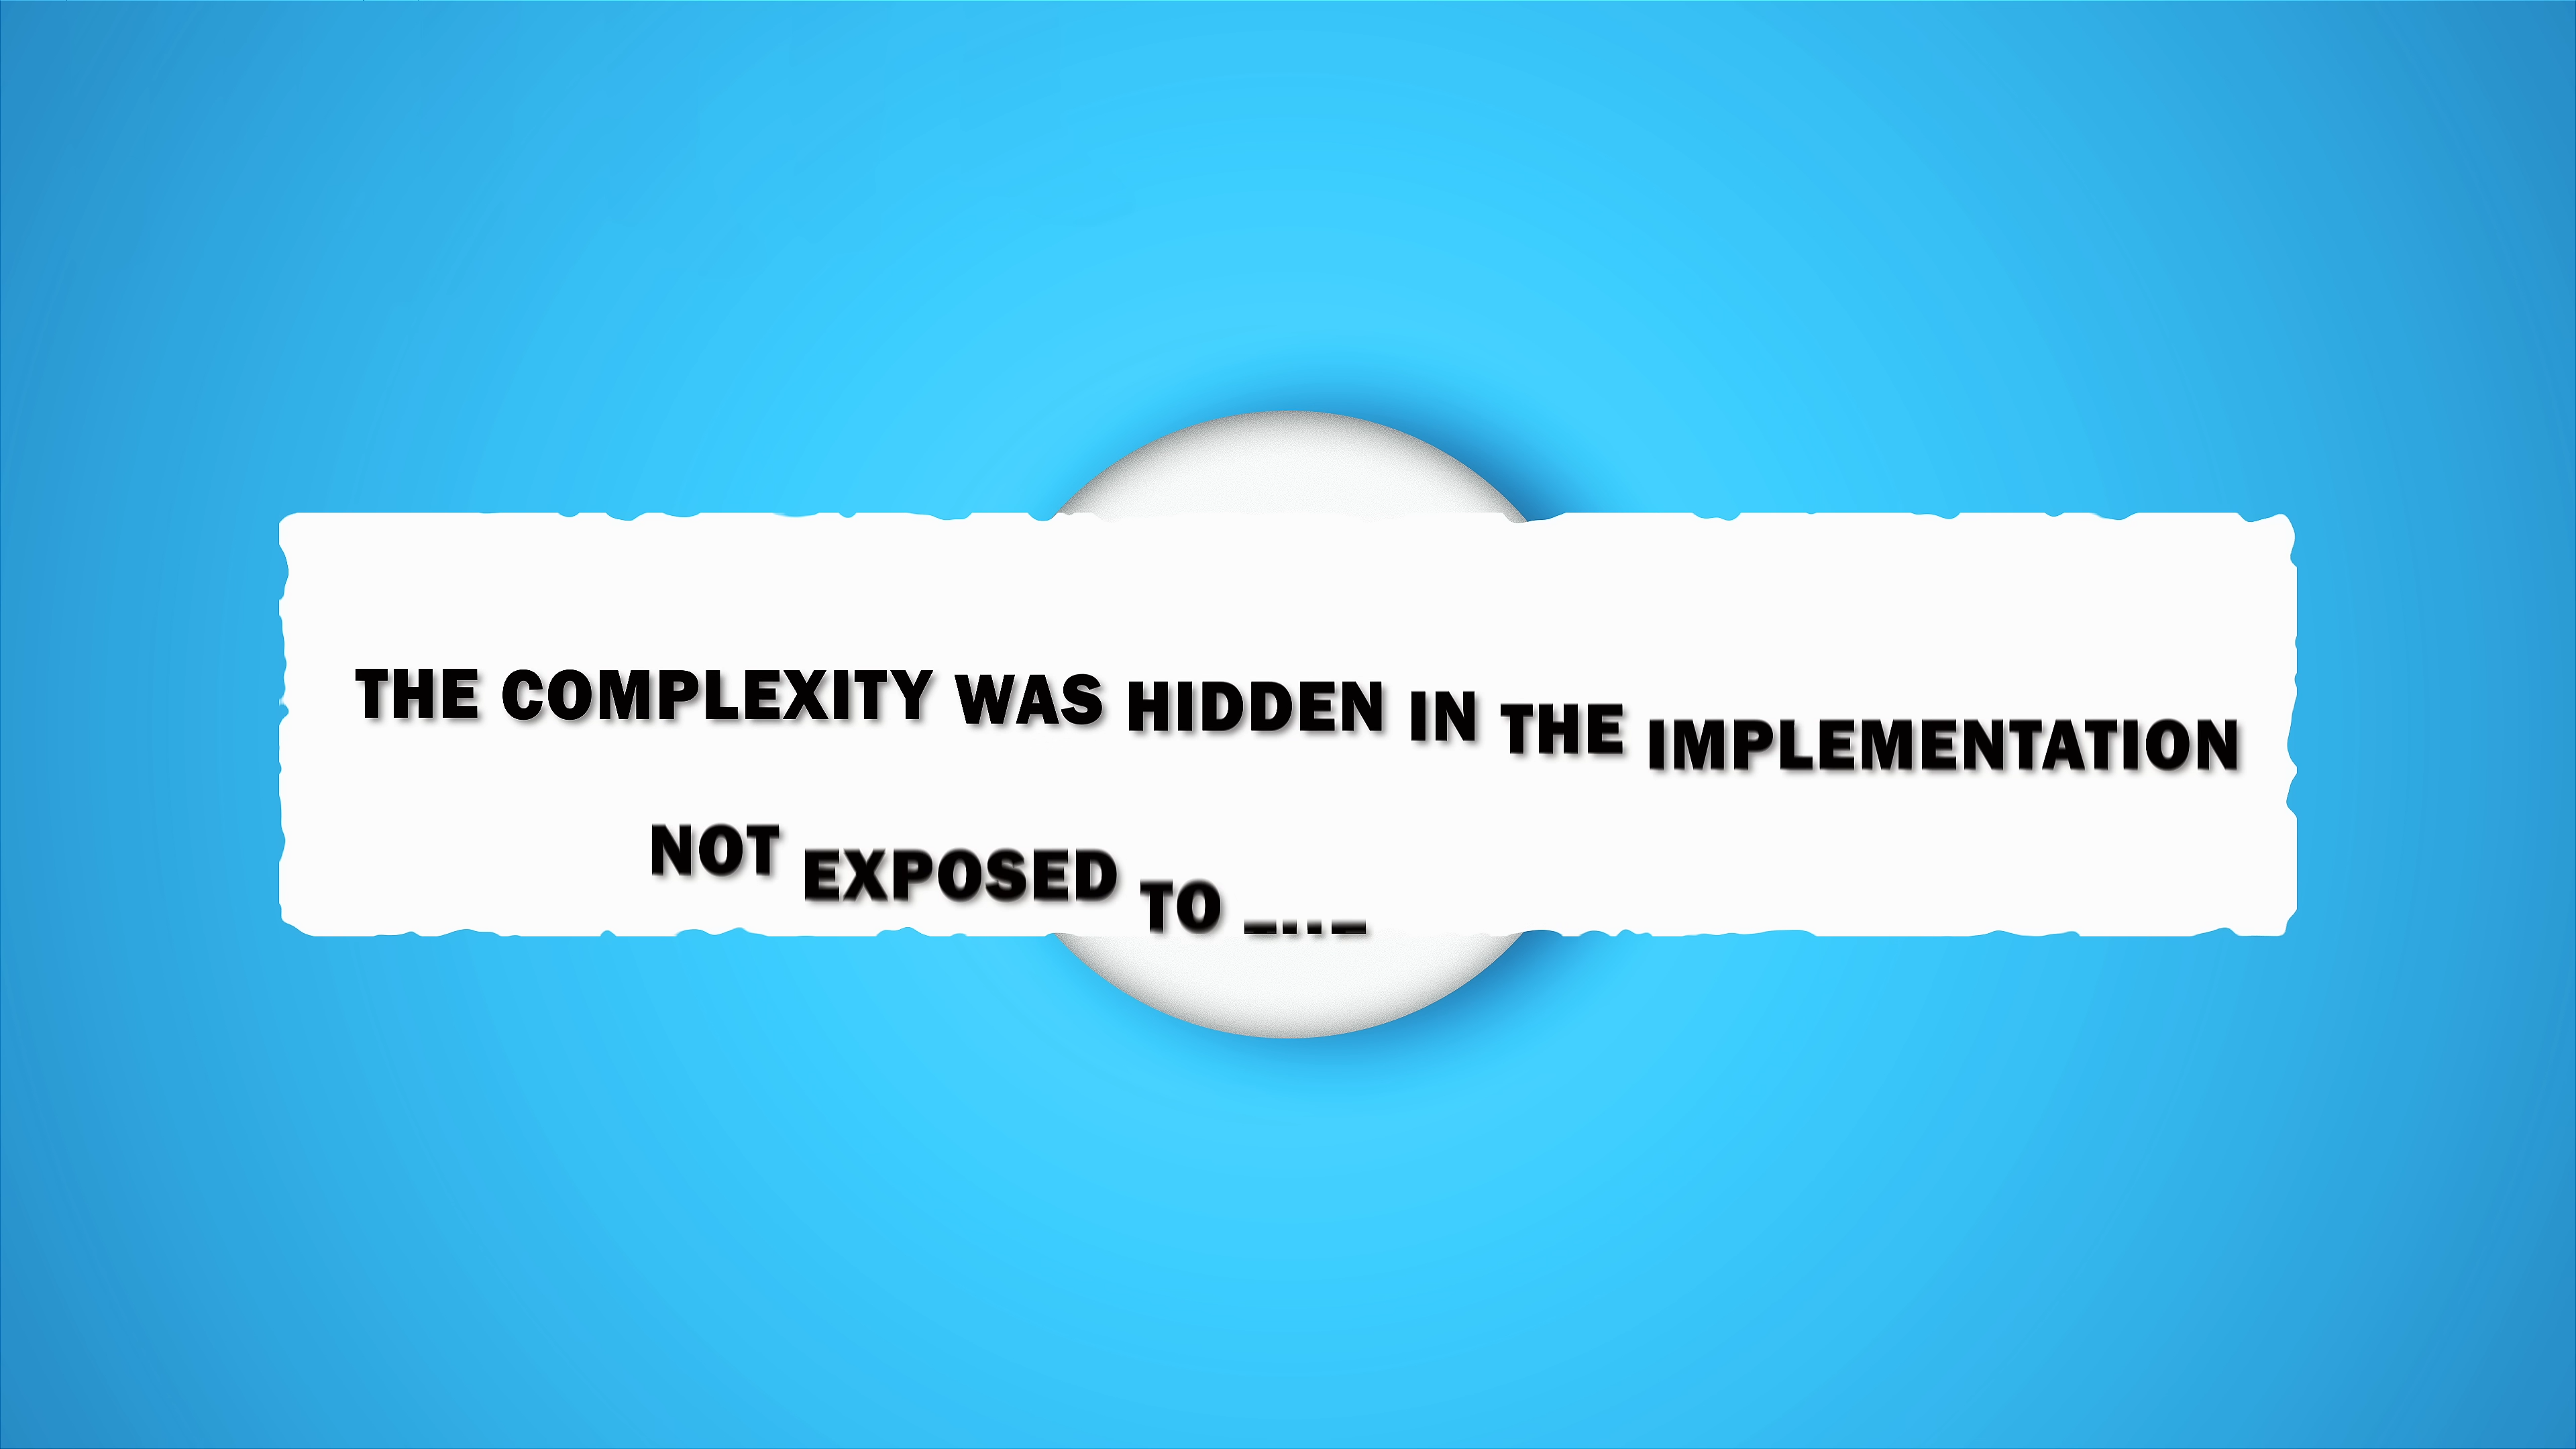 THE COMPLEXITY WAS HIDDEN IN THE IMPLEMENTATION
NOT EXPOSED TO